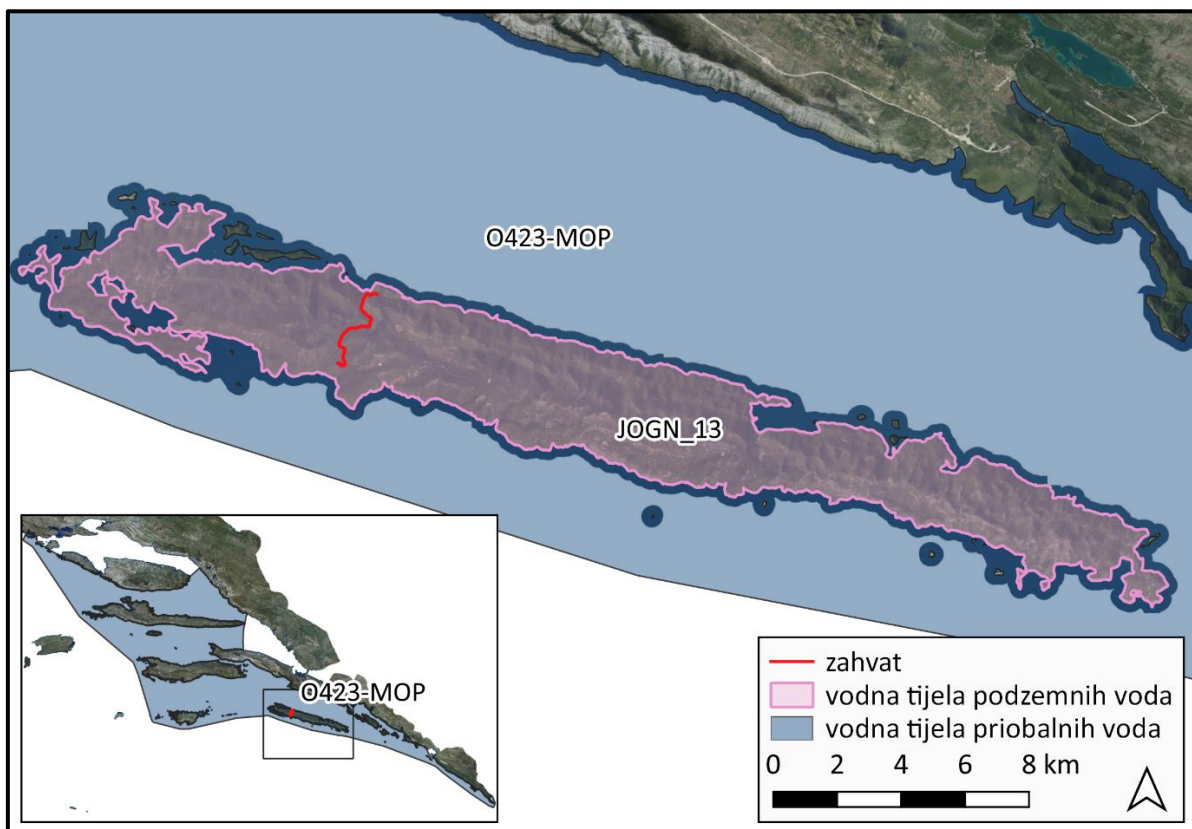 O423-MOP
JOGN_13
O423-MOP
zahvat
vodna tijela podzemnih voda
vodna tijela priobalnih voda
0 2 4 6 8 km